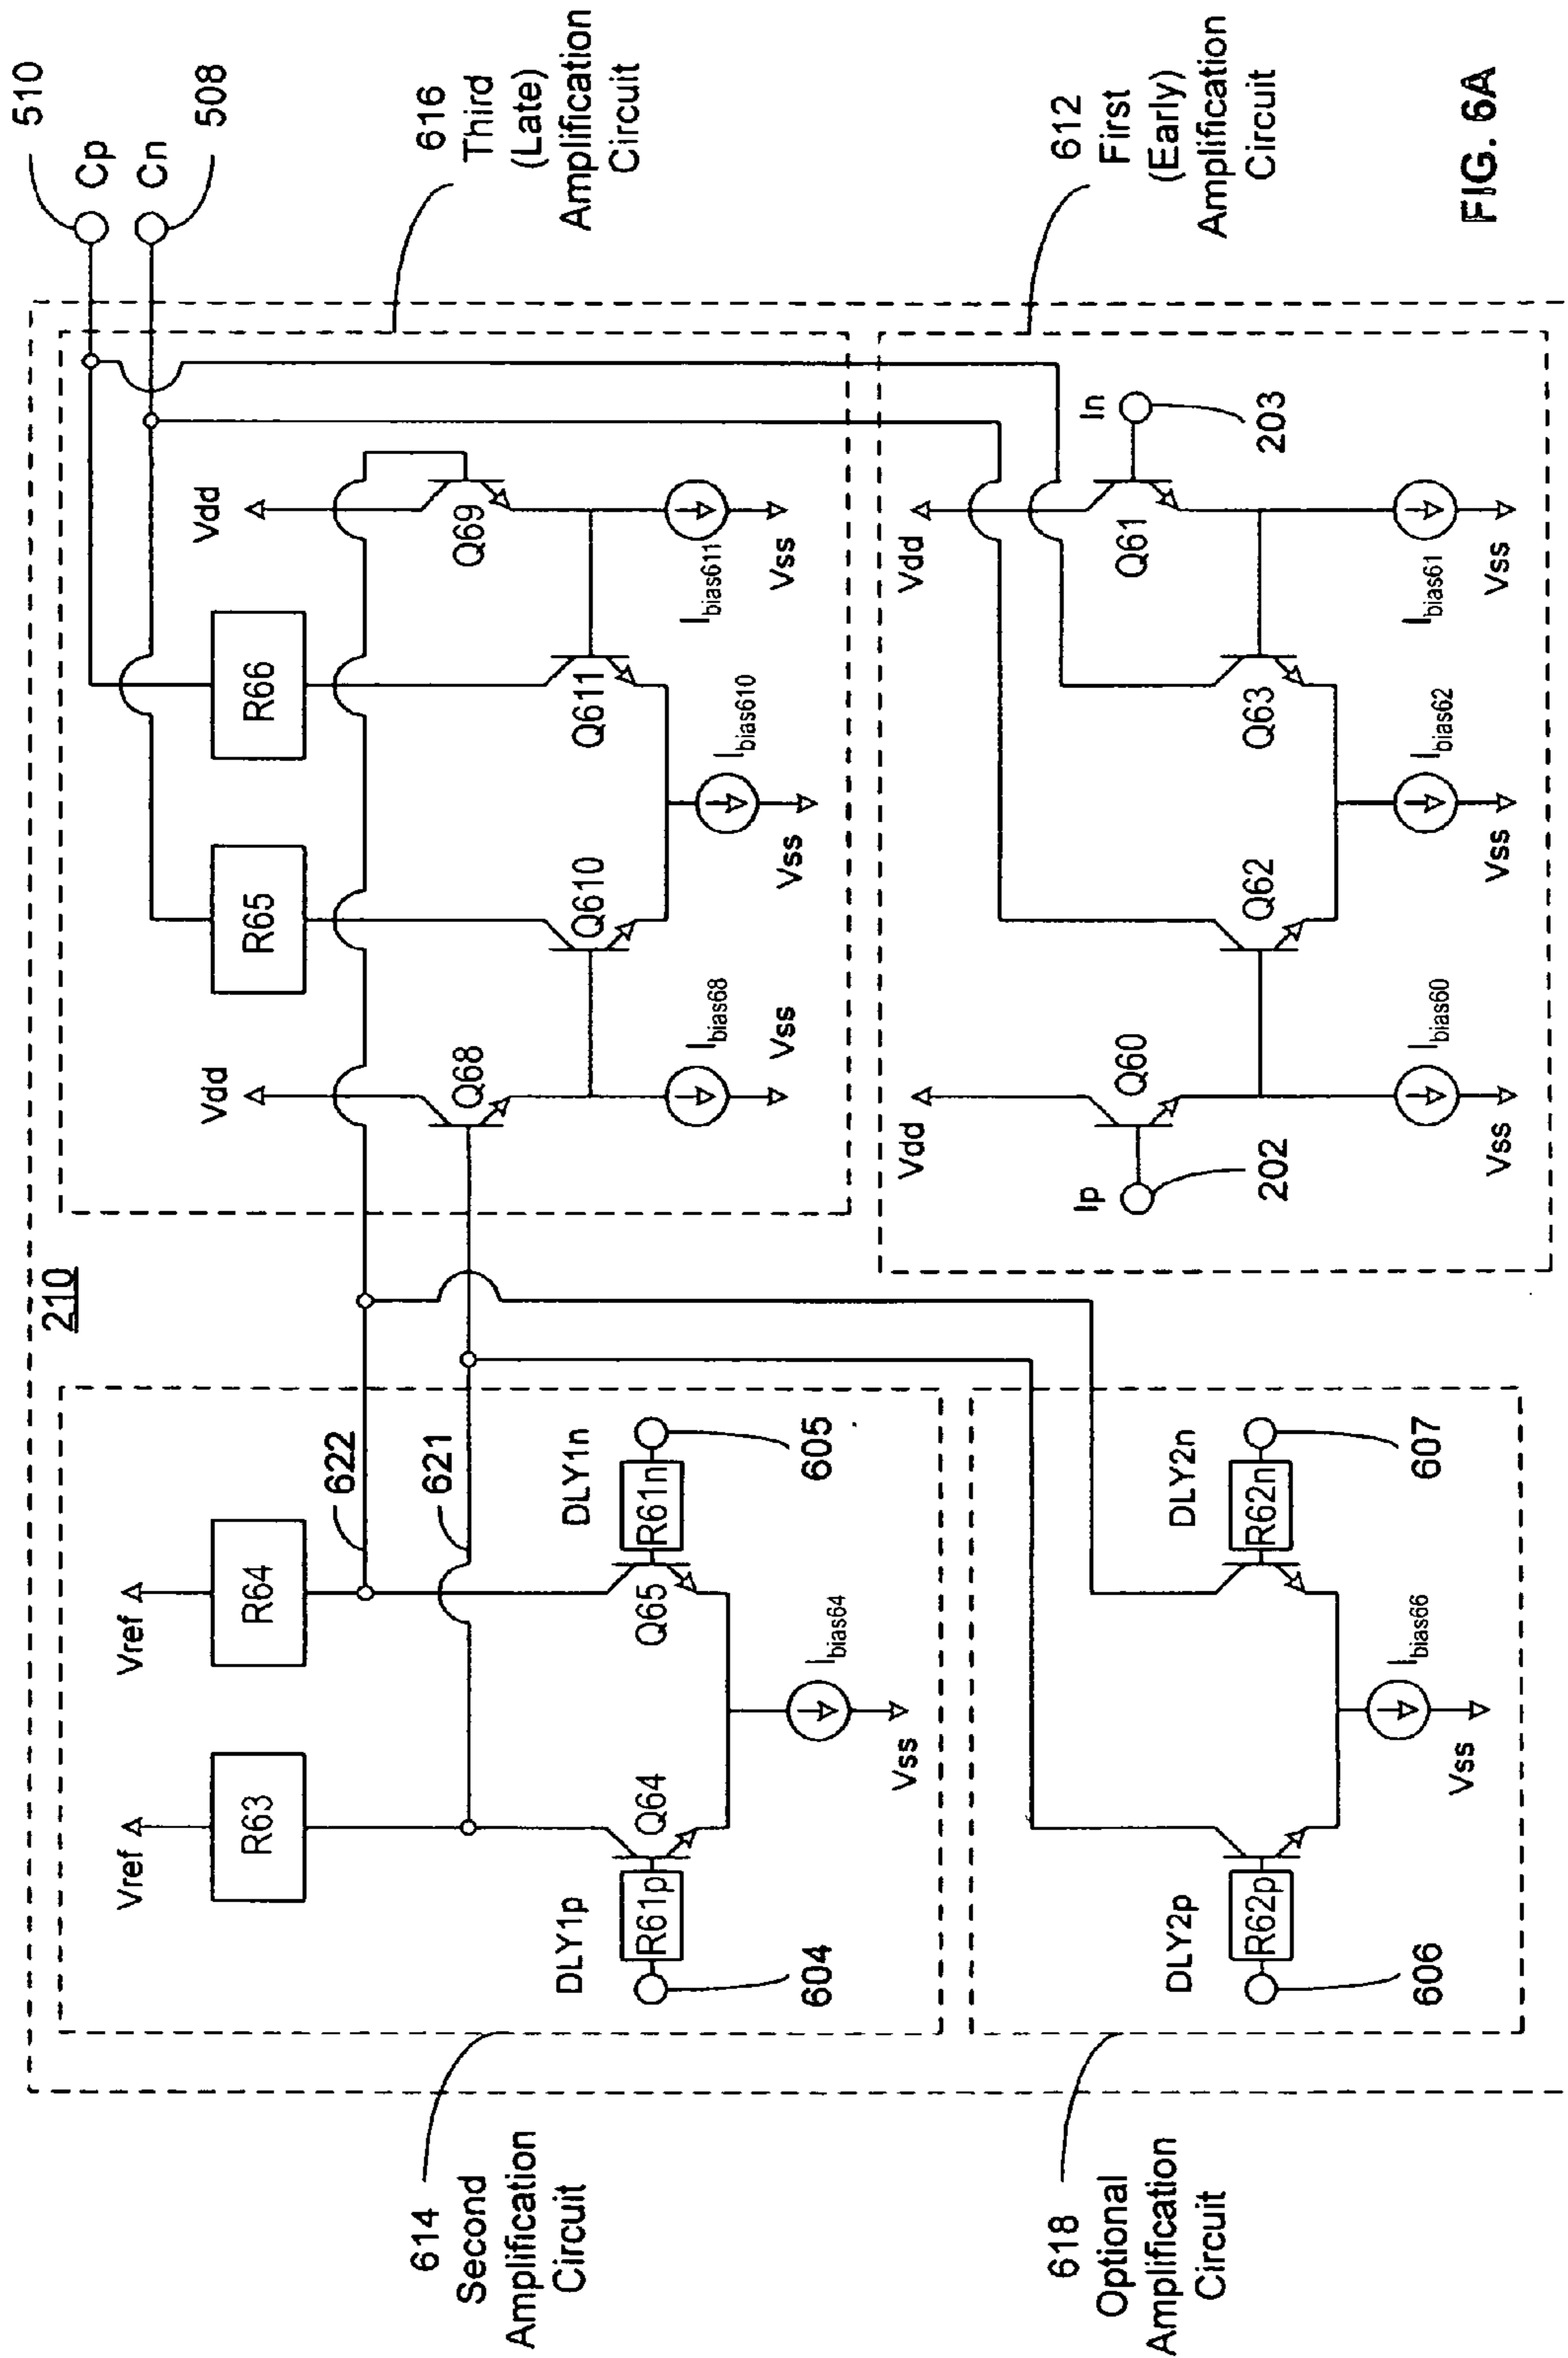 210
510
Cp
Cn
508
616
Third
(Late)
Amplification
Circuit
612
First
(Early)
Amplification
Circuit
614
Second
Amplification
Circuit
618
Optional
Amplification
Circuit
Vref
Vref
R63
R64
622
621
DLY1p
DLY1n
R61p
R61n
Q64
Q65
604
605
Ibias64
Vss
DLY2p
DLY2n
R62p
R62n
606
607
Ibias66
Vss
Vdd
Vdd
R65
R66
Q68
Q69
Q610
Q611
Ibias68
Ibias610
Ibias611
Vss
Vss
Vss
Vdd
Vdd
Ip
In
202
203
Q60
Q61
Q62
Q63
Ibias60
Ibias62
Ibias61
Vss
Vss
Vss
FIG. 6A